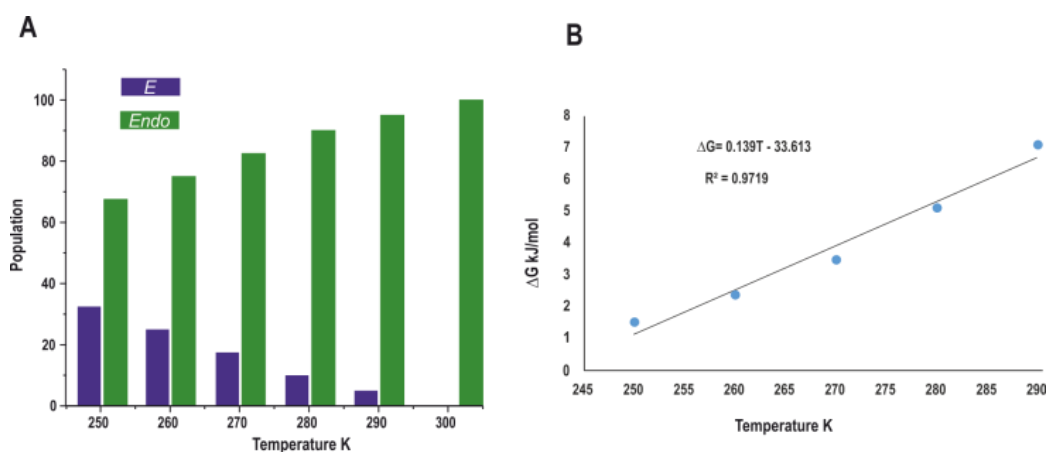 A
E
Endo
100
80
60
40
20
0
Population
250 260 270 280 290 300
Temperature K
B
ΔG= 0.139T - 33.613
R² = 0.9719
8
7
6
5
4
3
2
1
0
ΔG kJ/mol
245 250 255 260 265 270 275 280 285 290
Temperature K